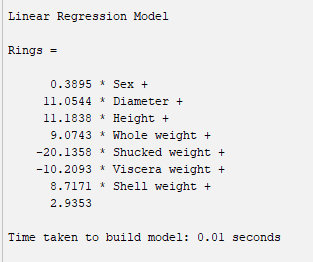 Linear Regression Model
Rings =
0.3895 * Sex +
11.0544 * Diameter +
11.1838 * Height +
9.0743 * Whole weight +
-20.1358 * Shucked weight +
-10.2093 * Viscera weight +
8.7171 * Shell weight +
2.9353
Time taken to build model: 0.01 seconds